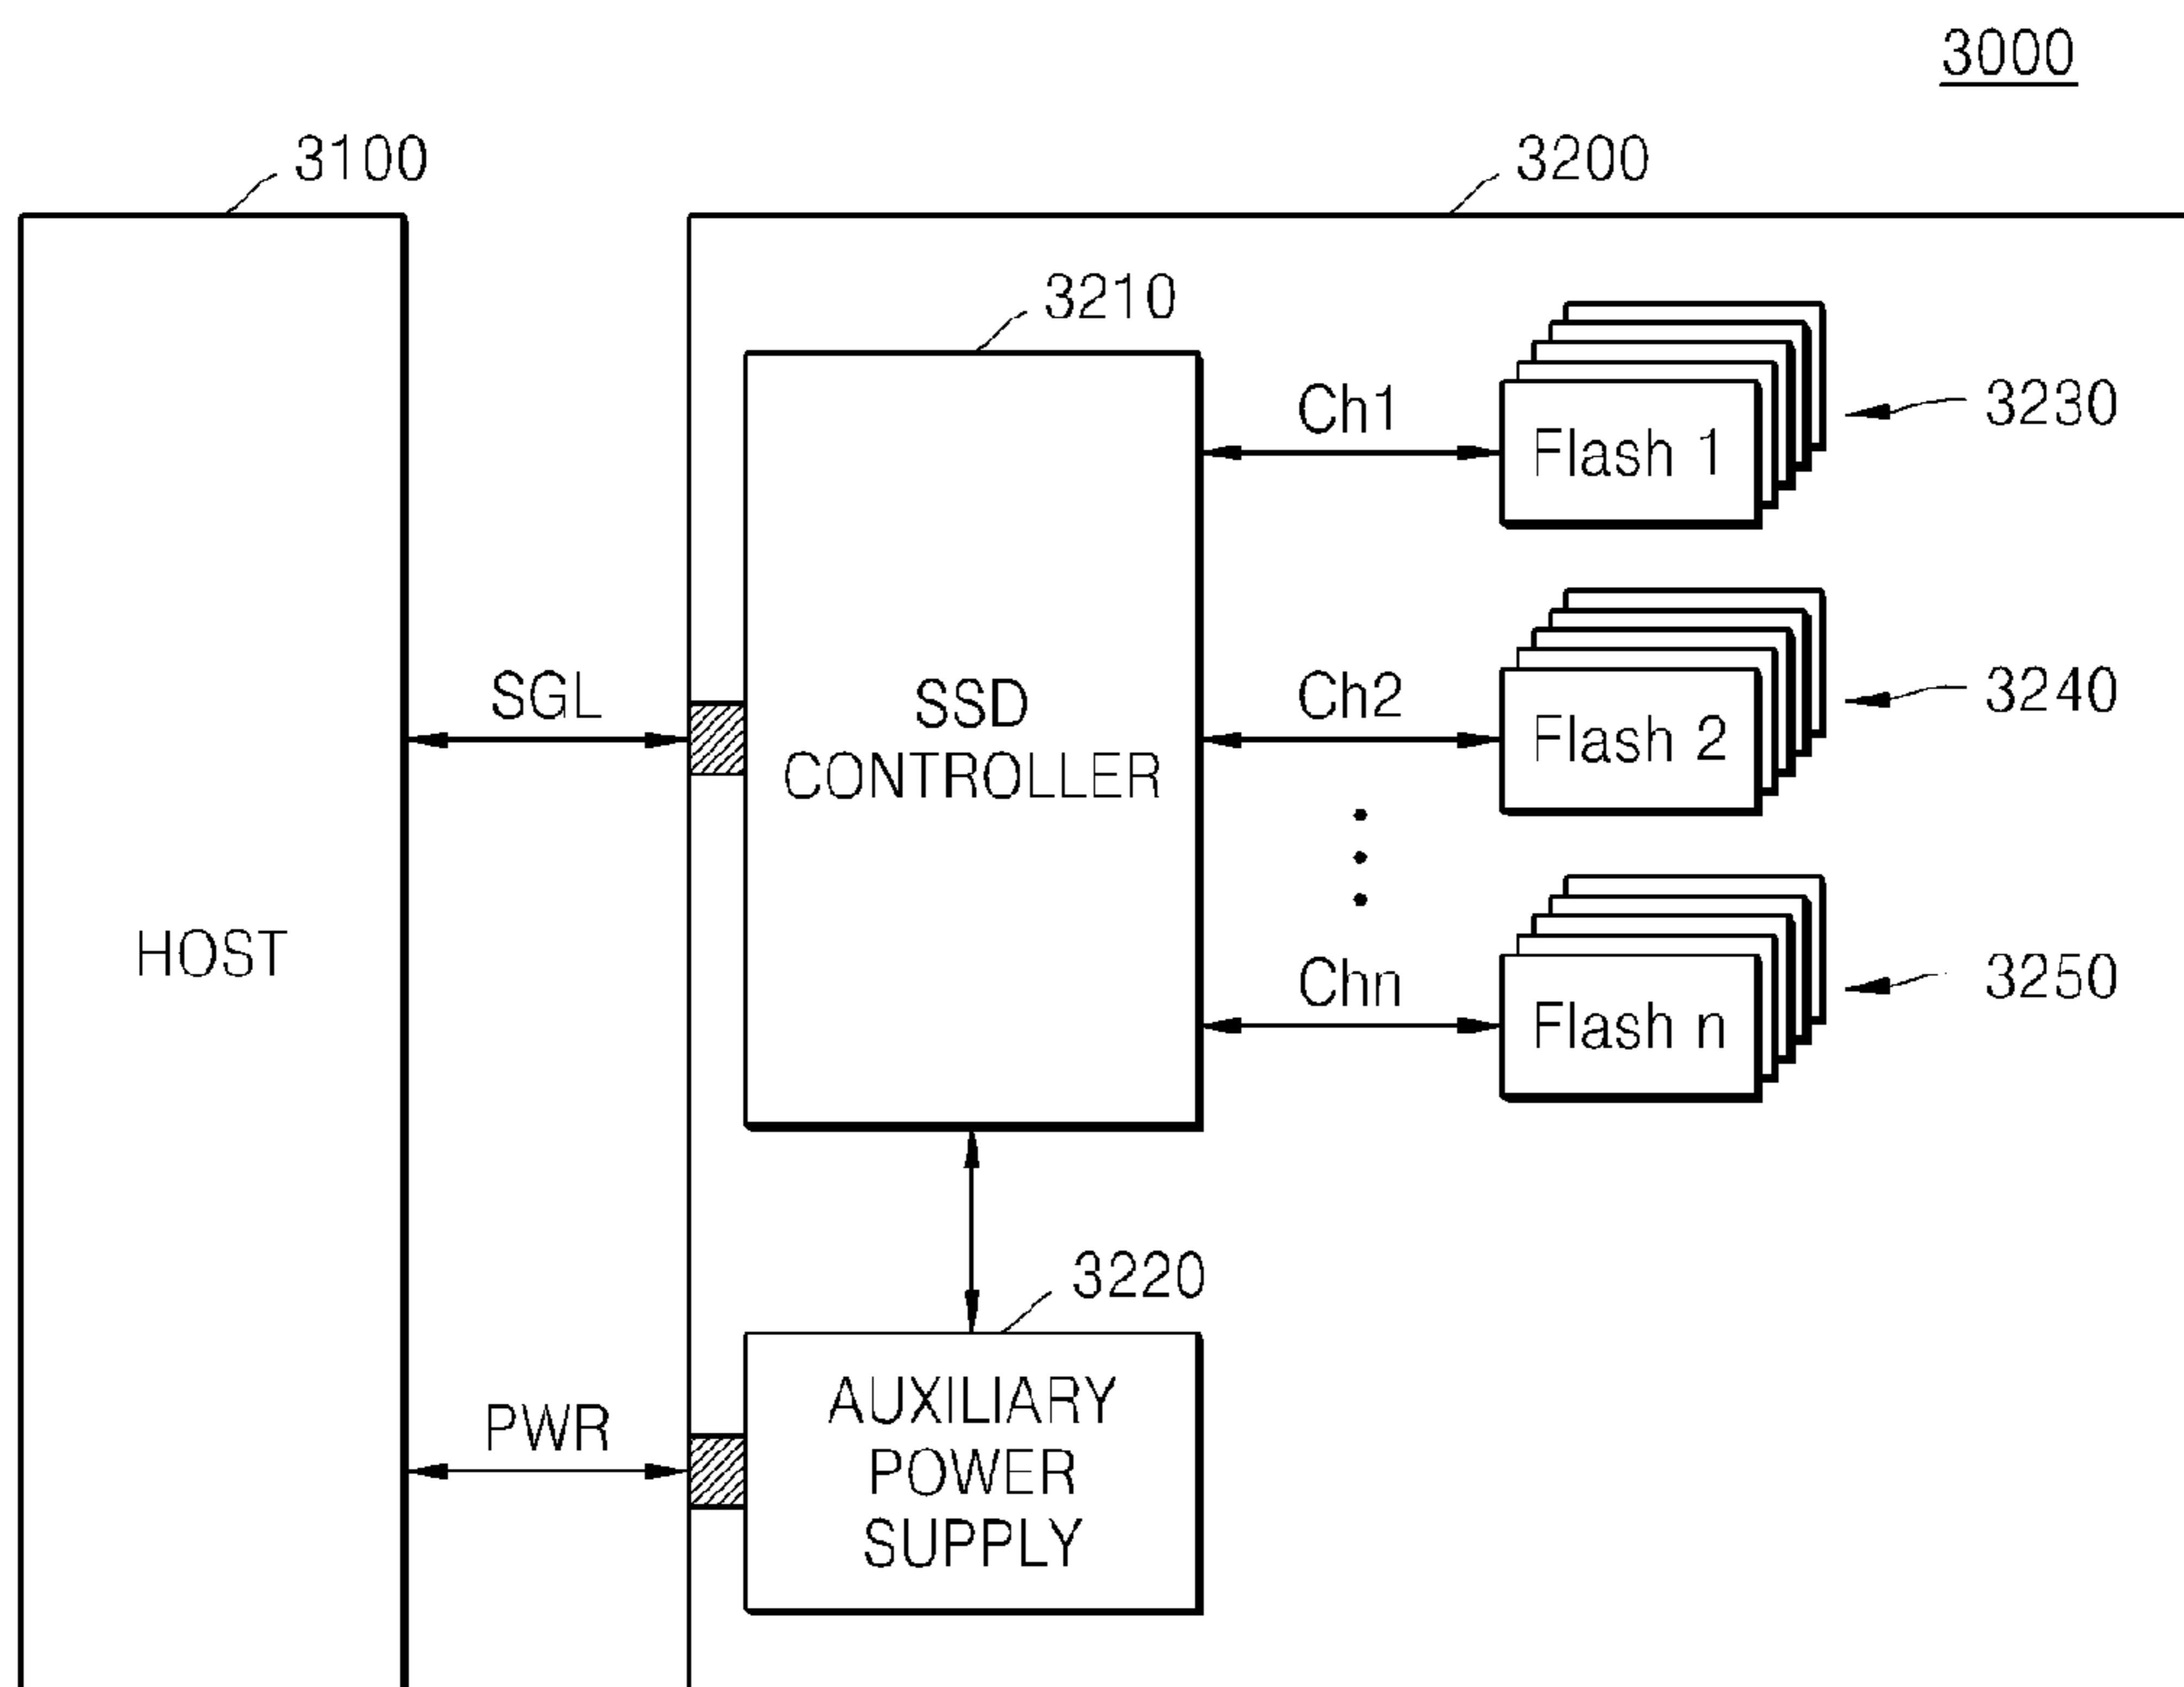 3000
3100
3200
3210
Ch1
Flash 1
3230
SGL
SSD
CONTROLLER
Ch2
Flash 2
3240
HOST
Chn
Flash n
3250
3220
PWR
AUXILIARY
POWER
SUPPLY